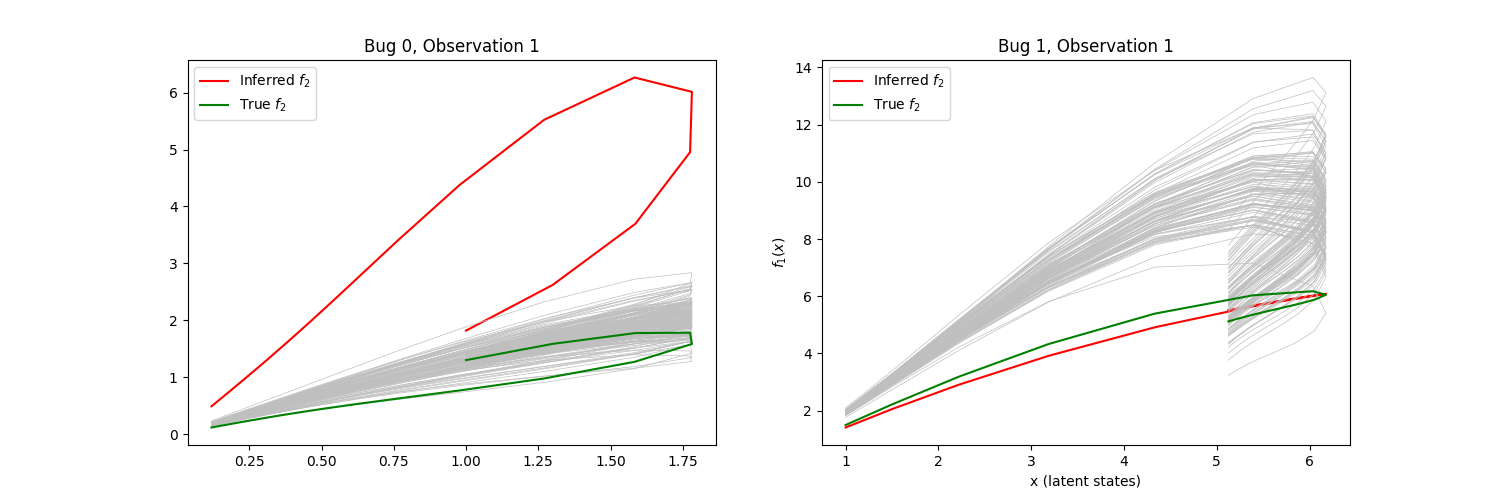 Bug 0, Observation 1
Inferred f₂
True f₂
6
5
4
3
2
1
0
0.25 0.50 0.75 1.00 1.25 1.50 1.75
Bug 1, Observation 1
Inferred f₂
True f₂
14
12
10
8
6
4
2
f₁(x)
1 2 3 4 5 6
x (latent states)